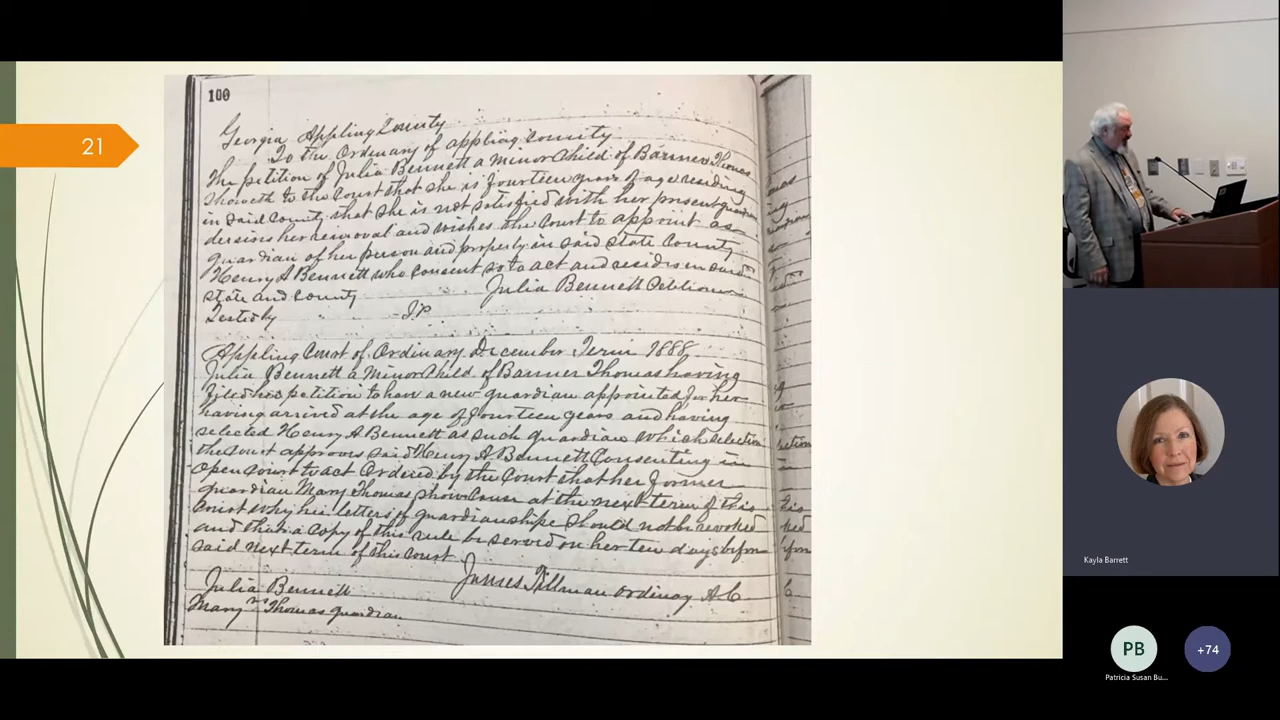 21
100
Georgia Appling County
To the Ordinary of appling County
The petition of Julia Bennett a Minor Child of Banner Thomas
Showeth to the Court that she is fourteen years of age residing
in said County, that she is not satisfied with her present guardian
desires her removal and wishes the Court to appoint as
guardian of her person and property in said State County
Henry A Bennett who consents so to act and resides in said
state and County
Julia Bennett Petitioner
Test by J.P.
Appling Court of Ordinary December Term 1888
Julia Bennett a Minor Child of Banner Thomas having
filed her petition to have a new guardian appointed for her
having arrived at the age of fourteen years and having
selected Henry A Bennett as such guardian which selection
the Court approves said Henry A Bennett Consenting in
open Court to act Ordered by the Court that her former
guardian Mary Thomas show Cause at the next term of this
Court why her letters of guardianship should not be revoked
and that a Copy of this rule be served on her ten days before
said next term of this Court
James Tillman Ordinary A.C.
Julia Bennett
Mary Thomas guardian
Kayla Barrett
PB
+74
Patricia Susan Bu...